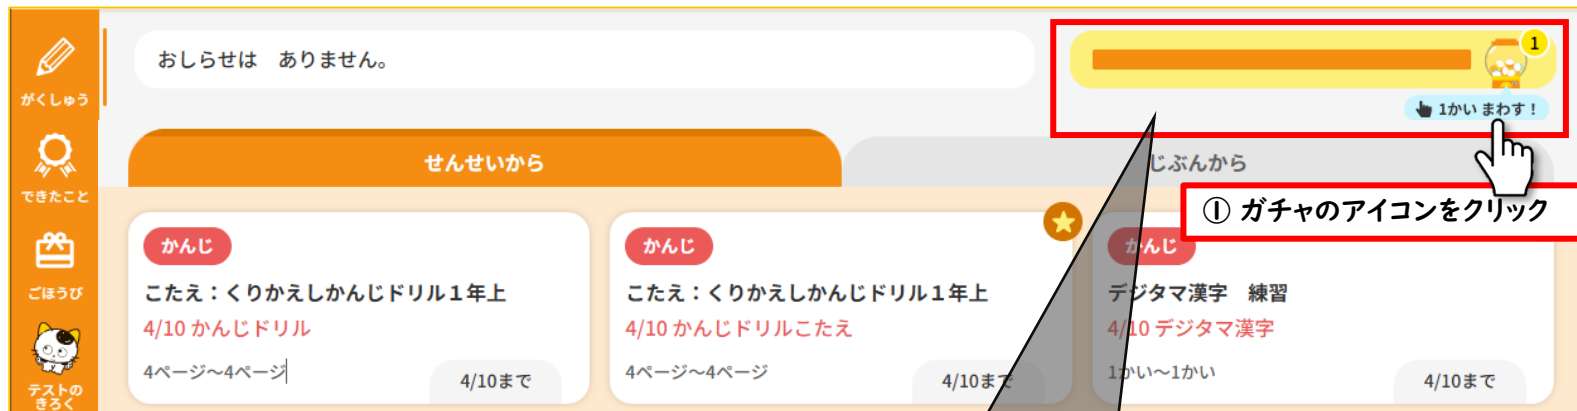 がくしゅう
できたこと
ごほうび
テストの
きろく
おしらせは　ありません。
1
1かい まわす！
せんせいから
じぶんから
① ガチャのアイコンをクリック
かんじ
こたえ：くりかえしかんじドリル１年上
4/10 かんじドリル
4ページ～4ページ
4/10まで
かんじ
こたえ：くりかえしかんじドリル１年上
4/10 かんじドリルこたえ
4ページ～4ページ
4/10まで
かんじ
デジタマ漢字　練習
4/10 デジタマ漢字
1かい～1かい
4/10まで